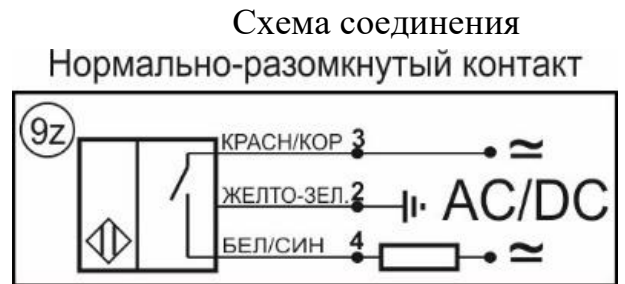 Схема соединения
Нормально-разомкнутый контакт
9z
КРАСН/КОР 3 ≃
ЖЕЛТО-ЗЕЛ. 2 AC/DC
БЕЛ/СИН 4 ≃